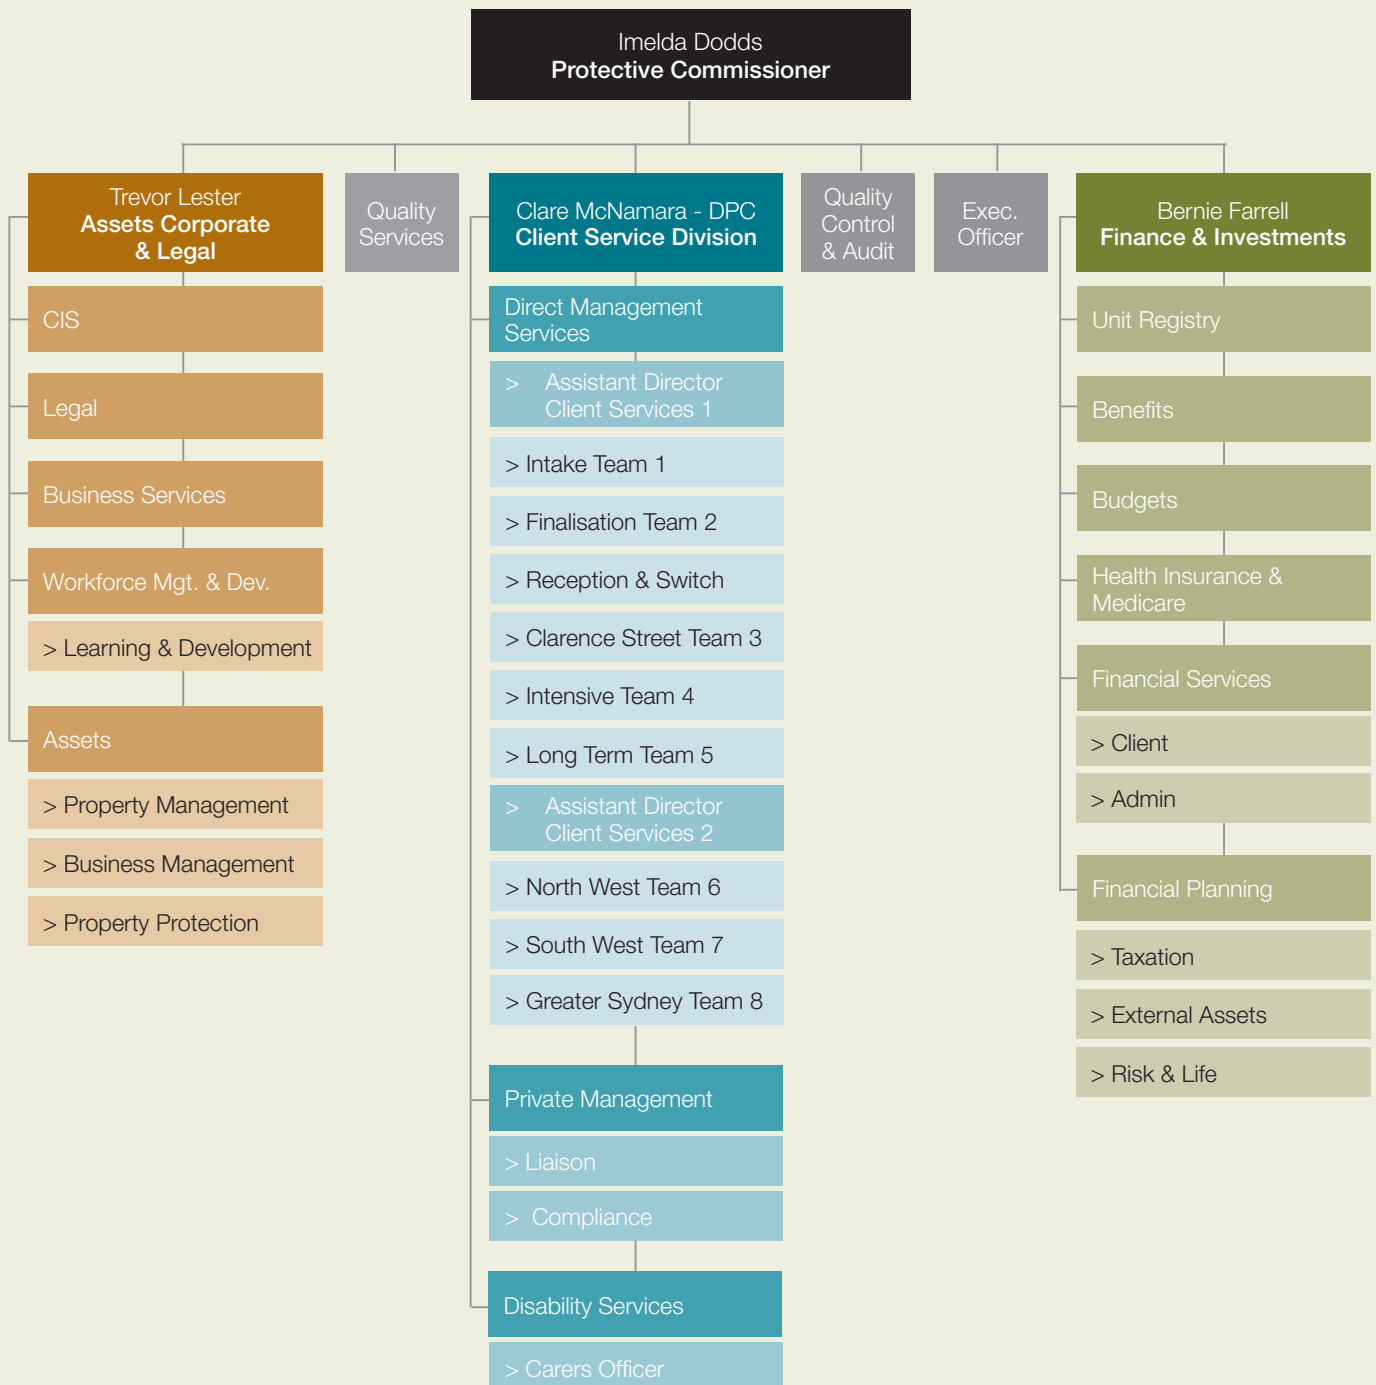 Imelda Dodds
Protective Commissioner
Trevor Lester
Assets Corporate
& Legal
CIS
Legal
Business Services
Workforce Mgt. & Dev.
> Learning & Development
Assets
> Property Management
> Business Management
> Property Protection
Quality
Services
Clare McNamara - DPC
Client Service Division
Direct Management
Services
> Assistant Director
Client Services 1
> Intake Team 1
> Finalisation Team 2
> Reception & Switch
> Clarence Street Team 3
> Intensive Team 4
> Long Term Team 5
> Assistant Director
Client Services 2
> North West Team 6
> South West Team 7
> Greater Sydney Team 8
Private Management
> Liaison
> Compliance
Disability Services
> Carers Officer
Quality
Control
& Audit
Exec.
Officer
Bernie Farrell
Finance & Investments
Unit Registry
Benefits
Budgets
Health Insurance &
Medicare
Financial Services
> Client
> Admin
Financial Planning
> Taxation
> External Assets
> Risk & Life